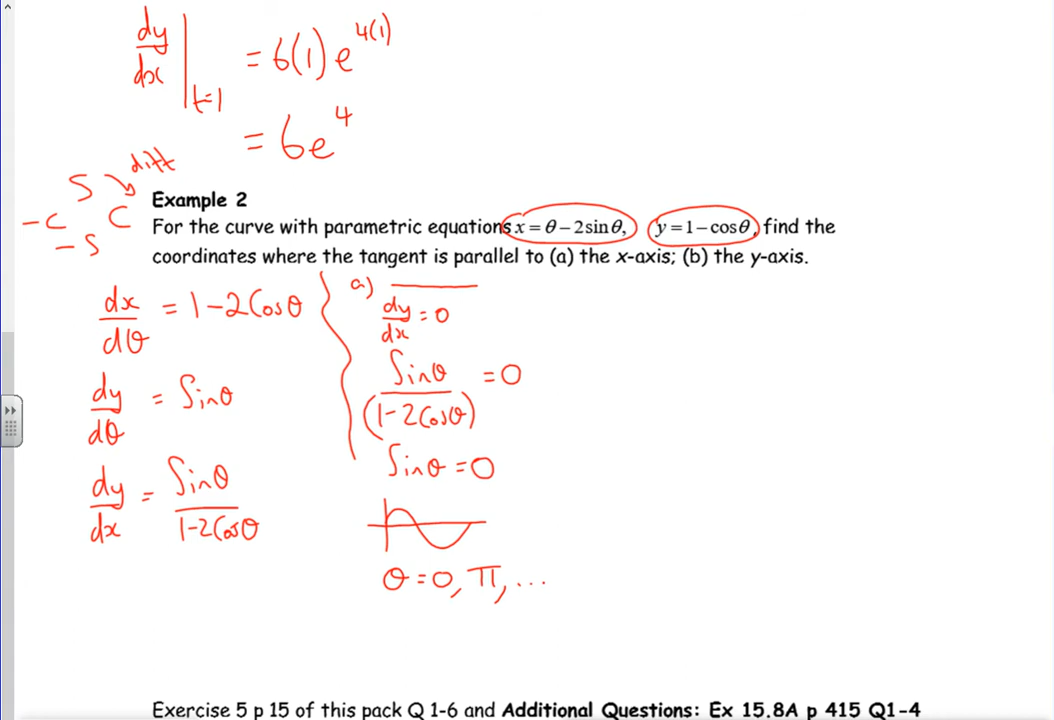 dy/dx |t=1 = 6(1)e^4(1)
= 6e^4
diff
S
-C C
-S
Example 2
For the curve with parametric equations x = θ – 2sinθ, y = 1 – cosθ, find the
coordinates where the tangent is parallel to (a) the x-axis; (b) the y-axis.
dx/dθ = 1-2Cosθ
dy/dθ = Sinθ
dy/dx = Sinθ/1-2Cosθ
a)
dy/dx = 0
Sinθ/(1-2Cosθ) = 0
Sinθ = 0
θ = 0, π, ...
Exercise 5 p 15 of this pack Q 1-6 and Additional Questions: Ex 15.8A p 415 Q1-4